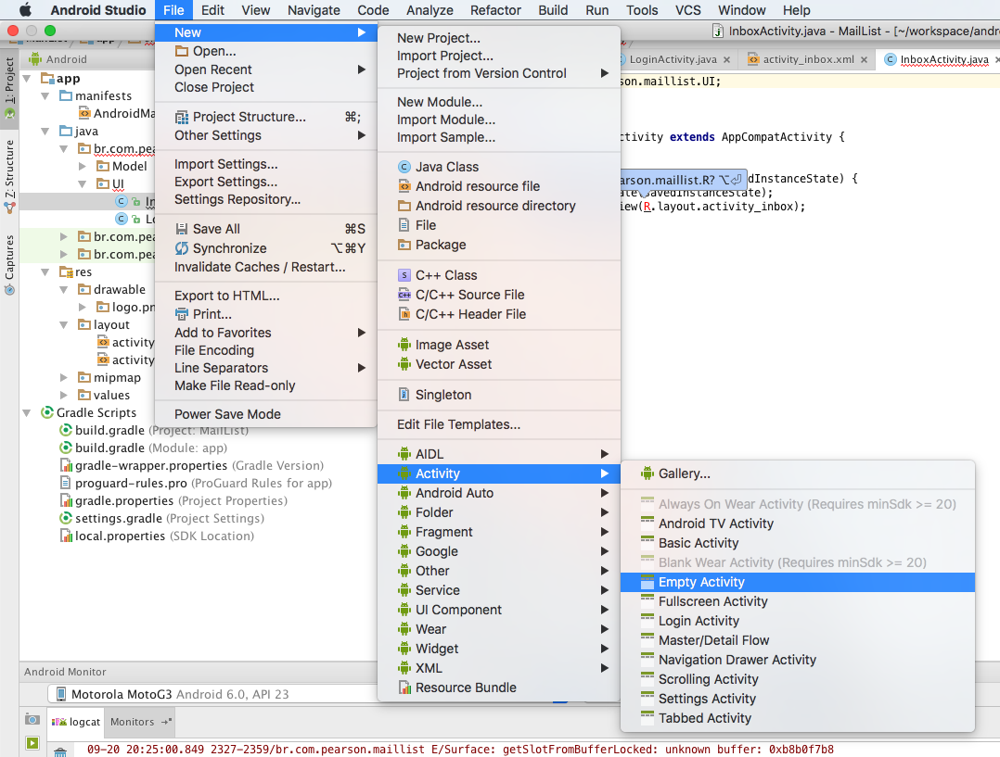 Android Studio File Edit View Navigate Code Analyze Refactor Build Run Tools VCS Window Help
InboxActivity.java - MailList - [~/workspace/andro
New
Open...
Open Recent
Close Project
Project Structure... ⌘;
Other Settings
Import Settings...
Export Settings...
Settings Repository...
Save All ⌘S
Synchronize ⌥⌘Y
Invalidate Caches / Restart...
Export to HTML...
Print...
Add to Favorites
File Encoding
Line Separators
Make File Read-only
Power Save Mode
New Project...
Import Project...
Project from Version Control
New Module...
Import Module...
Import Sample...
Java Class
Android resource file
Android resource directory
File
Package
C++ Class
C/C++ Source File
C/C++ Header File
Image Asset
Vector Asset
Singleton
Edit File Templates...
AIDL
Activity
Android Auto
Folder
Fragment
Google
Other
Service
UI Component
Wear
Widget
XML
Resource Bundle
Gallery...
Always On Wear Activity (Requires minSdk >= 20)
Android TV Activity
Basic Activity
Blank Wear Activity (Requires minSdk >= 20)
Empty Activity
Fullscreen Activity
Login Activity
Master/Detail Flow
Navigation Drawer Activity
Scrolling Activity
Settings Activity
Tabbed Activity
1: Project
Z: Structure
Captures
Android
app
manifests
AndroidMa
java
br.com.pea
Model
UI
In
Lo
br.com.pea
br.com.pea
res
drawable
logo.pn
layout
activity
activity
mipmap
values
Gradle Scripts
build.gradle (Project: MailList)
build.gradle (Module: app)
gradle-wrapper.properties (Gradle Version)
proguard-rules.pro (ProGuard Rules for app)
gradle.properties (Project Properties)
settings.gradle (Project Settings)
local.properties (SDK Location)
LoginActivity.java × activity_inbox.xml × InboxActivity.java ×
son.maillist.UI;
ctivity extends AppCompatActivity {
arson.maillist.R? ⌥⏎ dInstanceState) {
ate(savedInstanceState);
iew(R.layout.activity_inbox);
Android Monitor
Motorola MotoG3 Android 6.0, API 23
logcat Monitors
09-20 20:25:00.849 2327-2359/br.com.pearson.maillist E/Surface: getSlotFromBufferLocked: unknown buffer: 0xb8b0f7b8